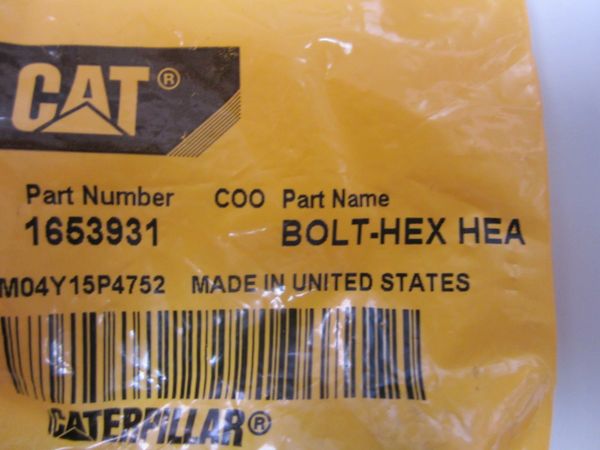 CAT®
Part Number COO Part Name
1653931 BOLT-HEX HEA
M04Y15P4752 MADE IN UNITED STATES
CATERPILLAR®